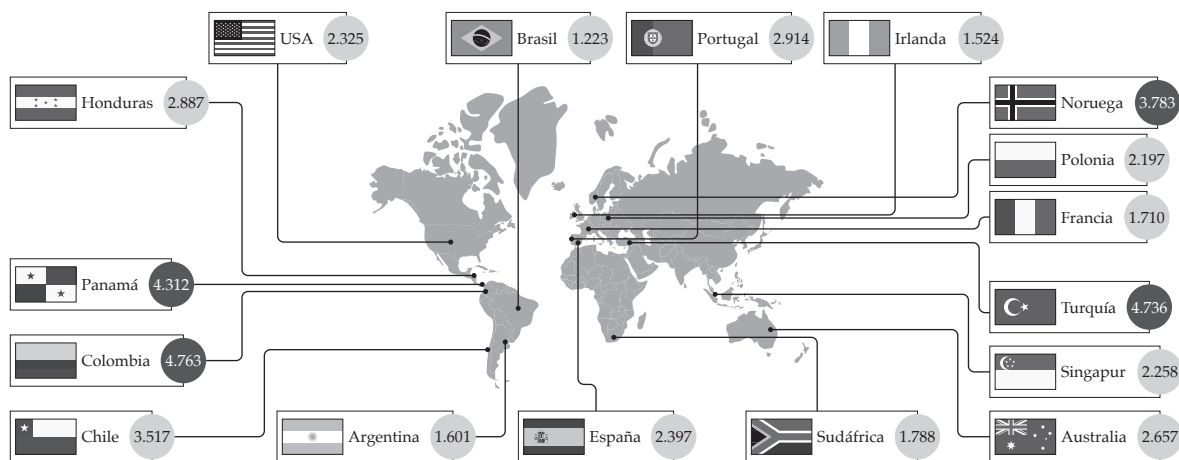 USA 2.325
Brasil 1.223
Portugal 2.914
Irlanda 1.524
Honduras 2.887
Noruega 3.783
Polonia 2.197
Francia 1.710
Panamá 4.312
Turquía 4.736
Colombia 4.763
Singapur 2.258
Chile 3.517
Argentina 1.601
España 2.397
Sudáfrica 1.788
Australia 2.657